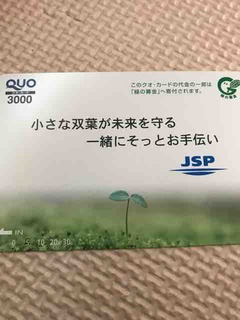 QUO
3000
このクオ・カードの代金の一部は
「緑の募金」へ寄付されます。
小さな双葉が未来を守る
一緒にそっとお手伝い
JSP
IN
0 5 10 20 30